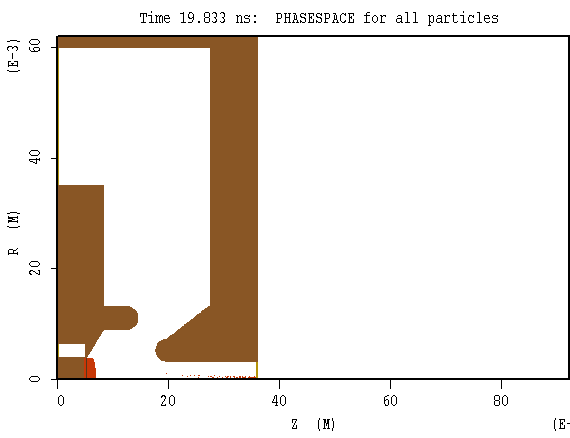 Time 19.833 ns:  PHASESPACE for all particles
(E-3)
60
40
R (M)
20
0
0 20 40 60 80
Z (M)
(E-